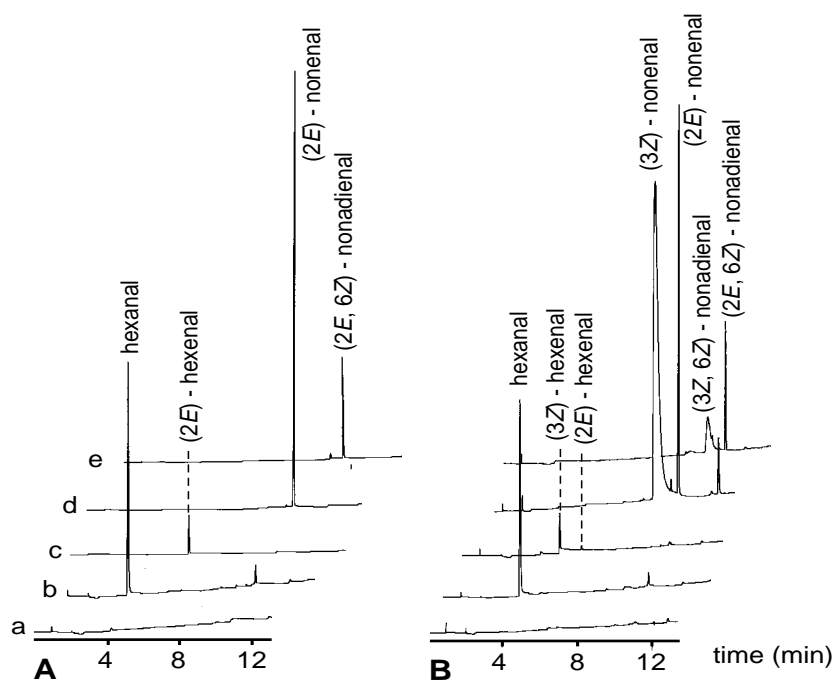 hexanal
(2E) - hexenal
(2E) - nonenal
(2E, 6Z) - nonadienal
e
d
c
b
a
4
8
12
A
hexanal
(3Z) - hexenal
(2E) - hexenal
(3Z) - nonenal
(2E) - nonenal
(3Z, 6Z) - nonadienal
(2E, 6Z) - nonadienal
4
8
12
time (min)
B